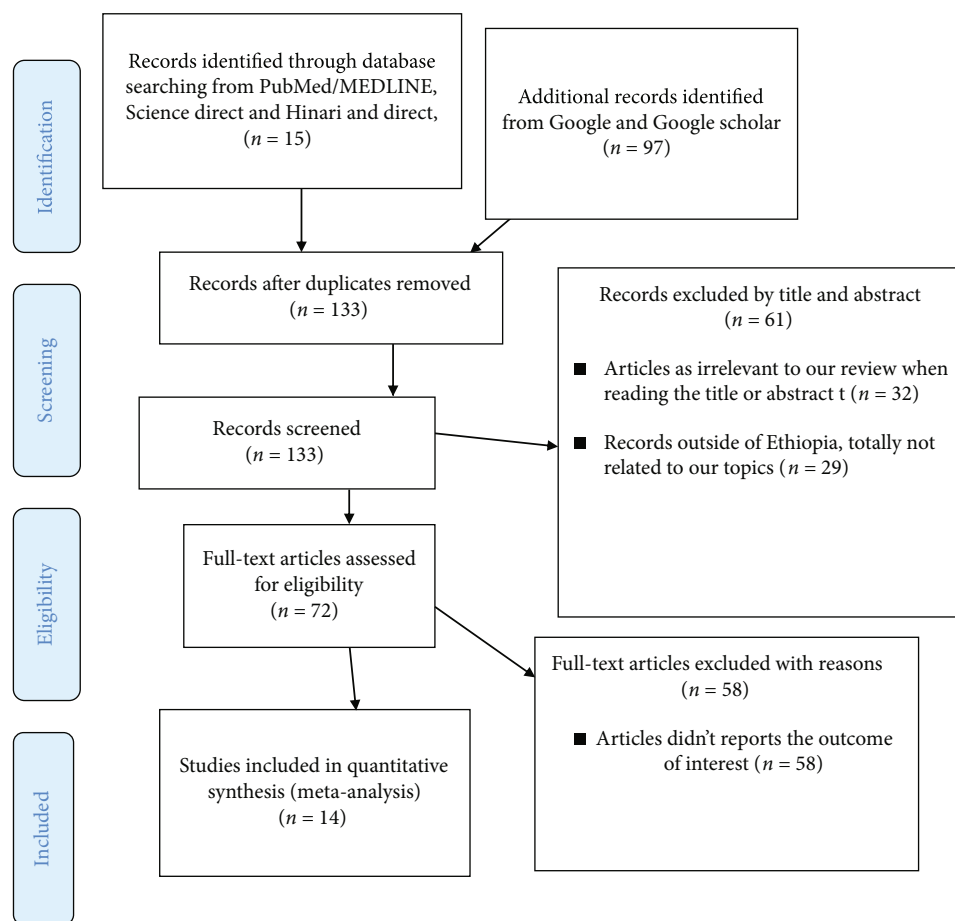 Identification
Records identified through database
searching from PubMed/MEDLINE,
Science direct and Hinari and direct,
(n = 15)
Additional records identified
from Google and Google scholar
(n = 97)
Records after duplicates removed
(n = 133)
Screening
Records screened
(n = 133)
Records excluded by title and abstract
(n = 61)
■ Articles as irrelevant to our review when
reading the title or abstract t (n = 32)
■ Records outside of Ethiopia, totally not
related to our topics (n = 29)
Eligibility
Full-text articles assessed
for eligibility
(n = 72)
Full-text articles excluded with reasons
(n = 58)
■ Articles didn't reports the outcome
of interest (n = 58)
Included
Studies included in quantitative
synthesis (meta-analysis)
(n = 14)